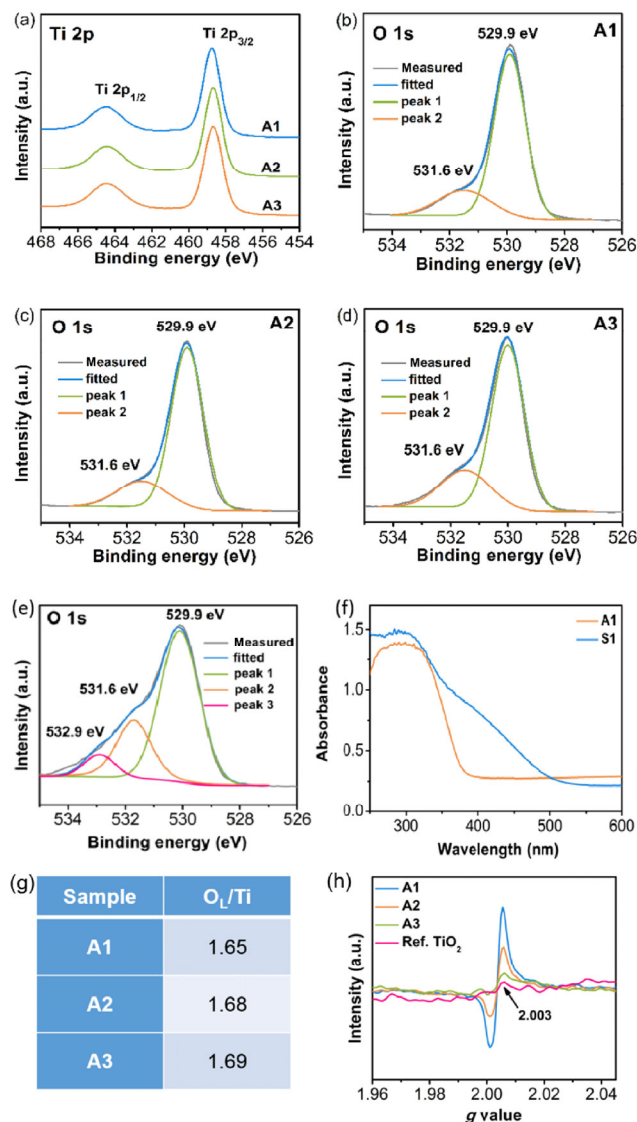 (a)
Ti 2p
Ti 2p3/2
Ti 2p1/2
A1
A2
A3
Intensity (a.u.)
468 466 464 462 460 458 456 454
Binding energy (eV)
(b)
O 1s
529.9 eV
A1
Measured
fitted
peak 1
peak 2
531.6 eV
Intensity (a.u.)
534 532 530 528 526
Binding energy (eV)
(c)
O 1s
529.9 eV
A2
Measured
fitted
peak 1
peak 2
531.6 eV
Intensity (a.u.)
534 532 530 528 526
Binding energy (eV)
(d)
O 1s
529.9 eV
A3
Measured
fitted
peak 1
peak 2
531.6 eV
Intensity (a.u.)
534 532 530 528 526
Binding energy (eV)
(e)
O 1s
529.9 eV
Measured
fitted
peak 1
peak 2
peak 3
531.6 eV
532.9 eV
Intensity (a.u.)
534 532 530 528 526
Binding energy (eV)
(f)
A1
S1
Absorbance
1.5
1.0
0.5
0.0
300 400 500 600
Wavelength (nm)
(g)
Sample OL/Ti
A1 1.65
A2 1.68
A3 1.69
(h)
A1
A2
A3
Ref. TiO2
2.003
Intensity (a.u.)
1.96 1.98 2.00 2.02 2.04
g value